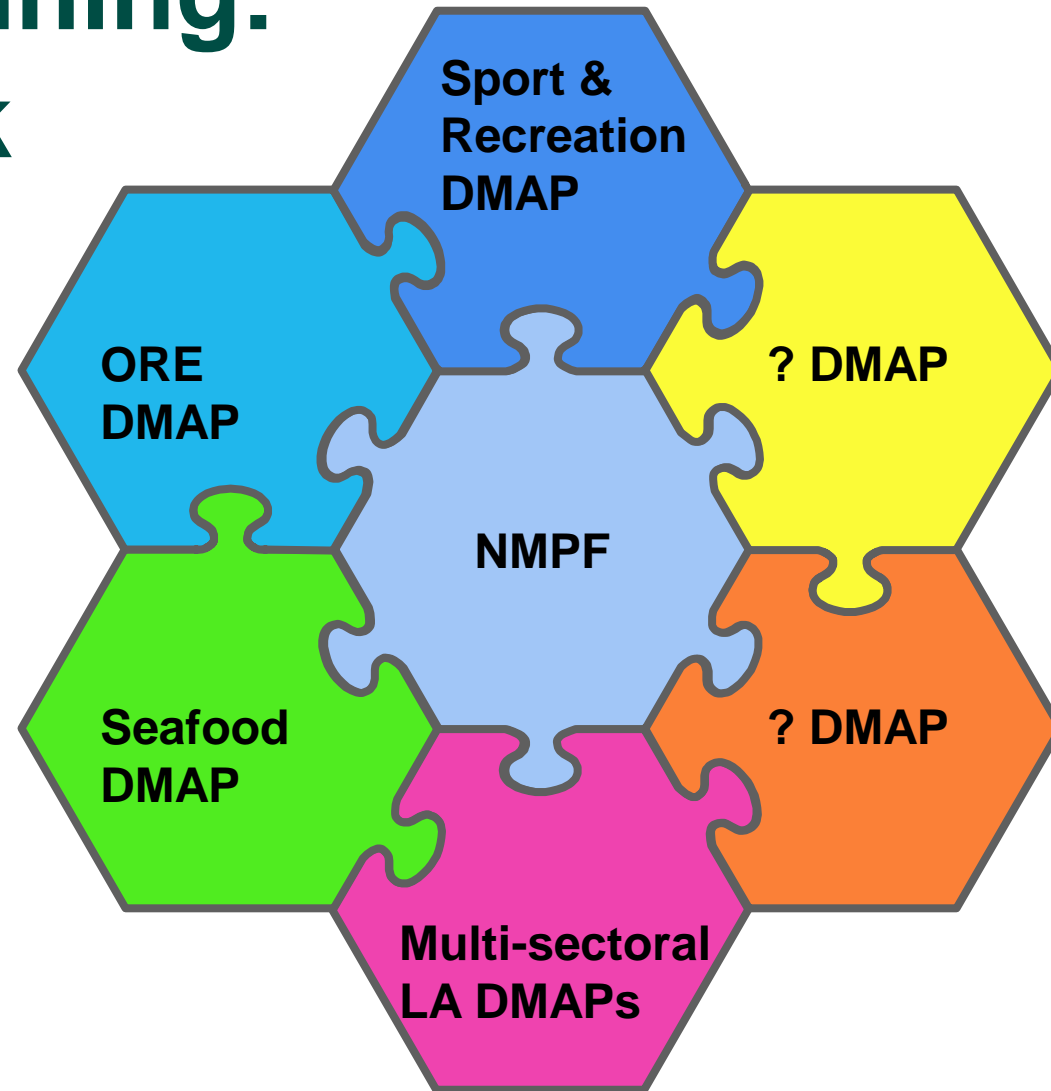 Sport &
Recreation
DMAP
ORE
DMAP
? DMAP
NMPF
Seafood
DMAP
? DMAP
Multi-sectoral
LA DMAPs